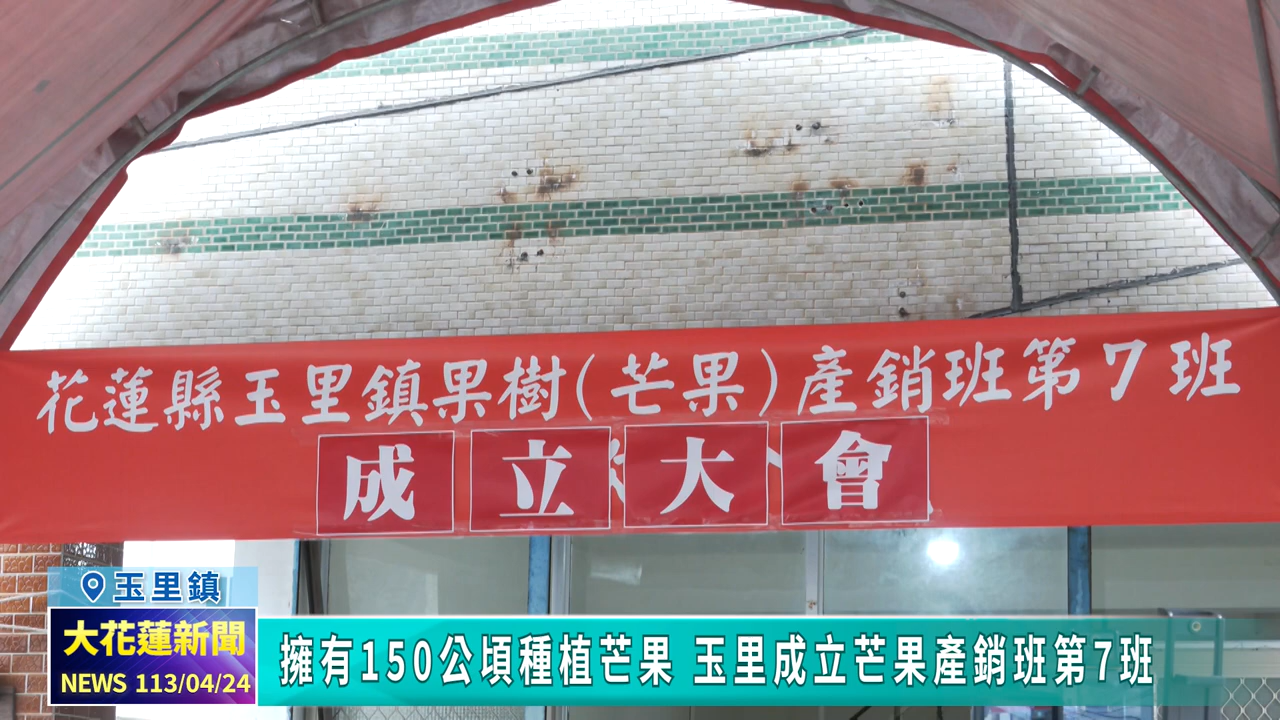 花蓮縣玉里鎮果樹(芒果)產銷班第7班
成立大會
玉里鎮
大花蓮新聞
NEWS 113/04/24
擁有150公頃種植芒果 玉里成立芒果產銷班第7班